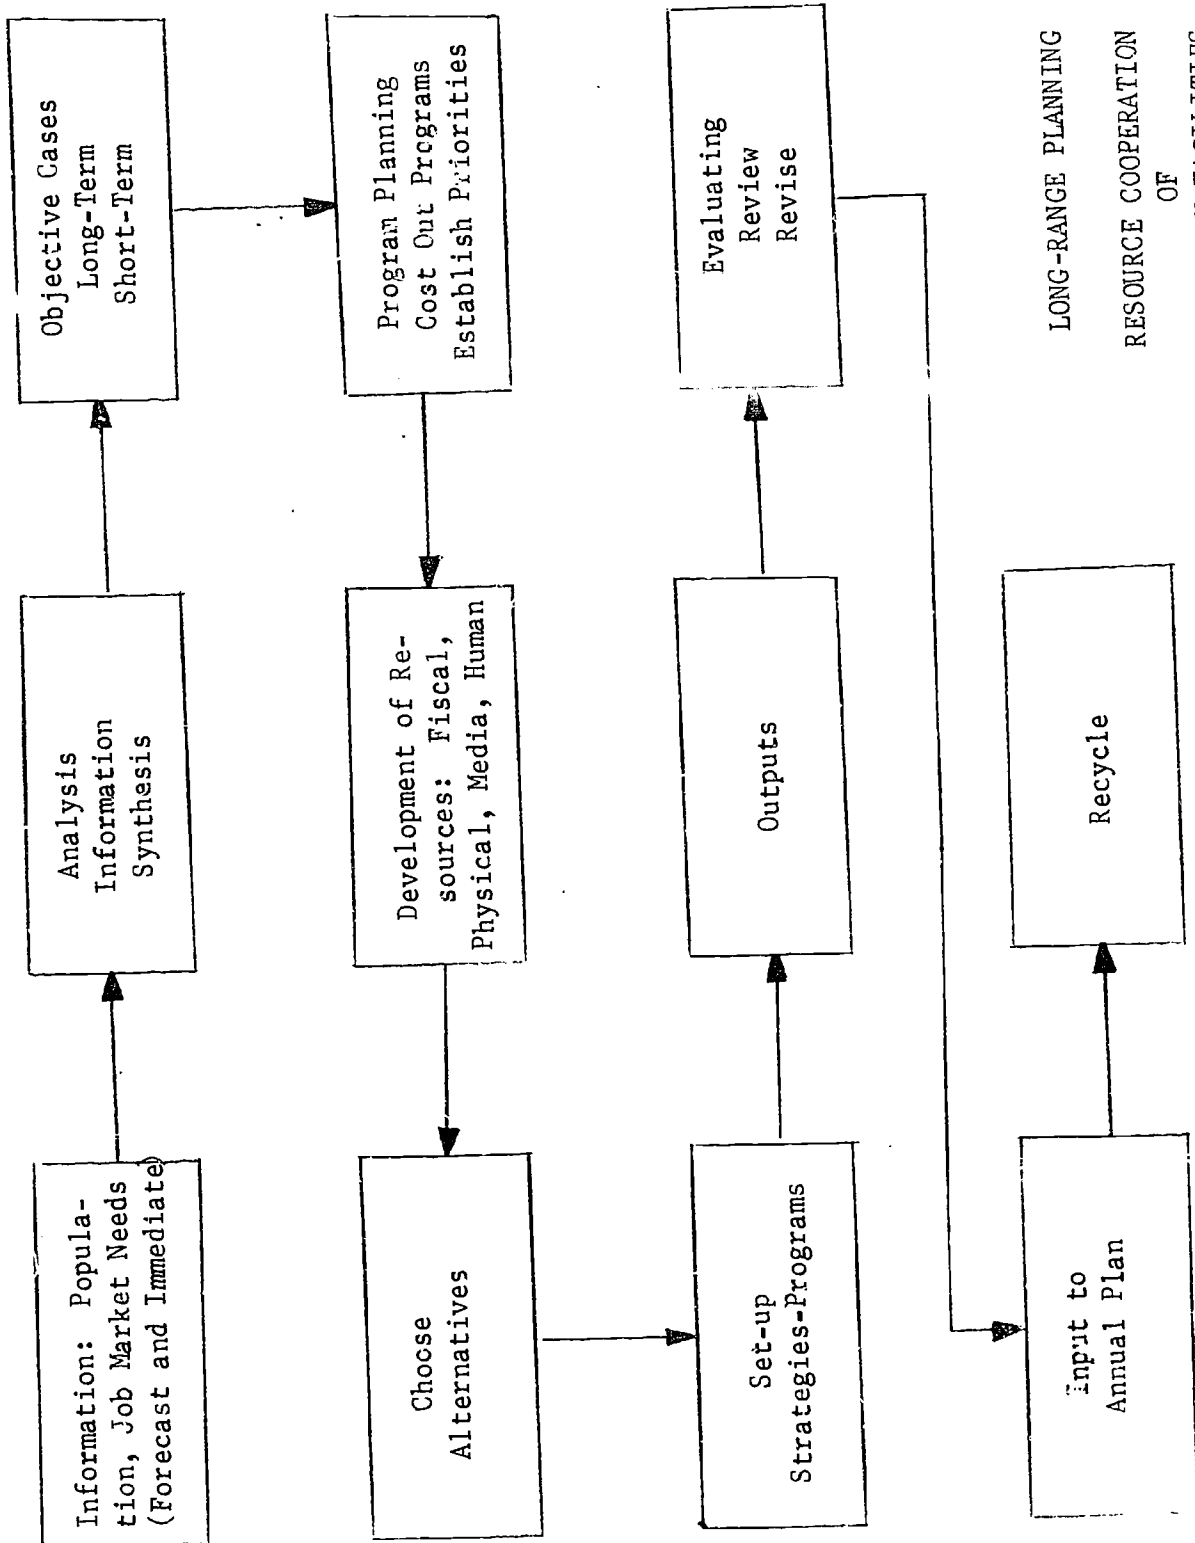 Information: Popula-
tion, Job Market Needs
(Forecast and Immediate)
Analysis
Information
Synthesis
Objective Cases
Long-Term
Short-Term
Program Planning
Cost Out Programs
Establish Priorities
Development of Re-
sources: Fiscal,
Physical, Media, Human
Choose
Alternatives
Set-up
Strategies-Programs
Outputs
Evaluating
Review
Revise
Input to
Annual Plan
Recycle
LONG-RANGE PLANNING
RESOURCE COOPERATION
OF